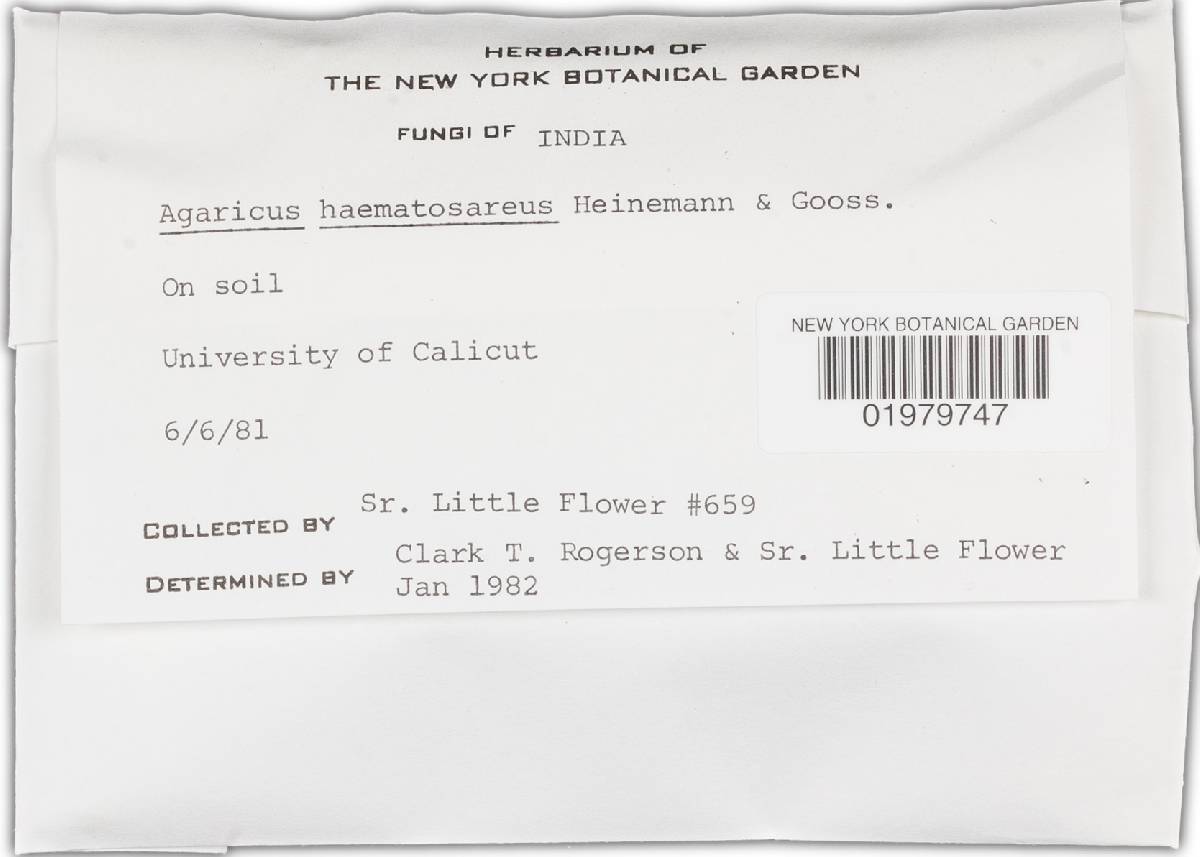 HERBARIUM OF
THE NEW YORK BOTANICAL GARDEN
FUNGI OF INDIA
Agaricus haematosareus Heinemann & Gooss.
On soil
University of Calicut
6/6/81
NEW YORK BOTANICAL GARDEN
01979747
COLLECTED BY Sr. Little Flower #659
DETERMINED BY Clark T. Rogerson & Sr. Little Flower
Jan 1982